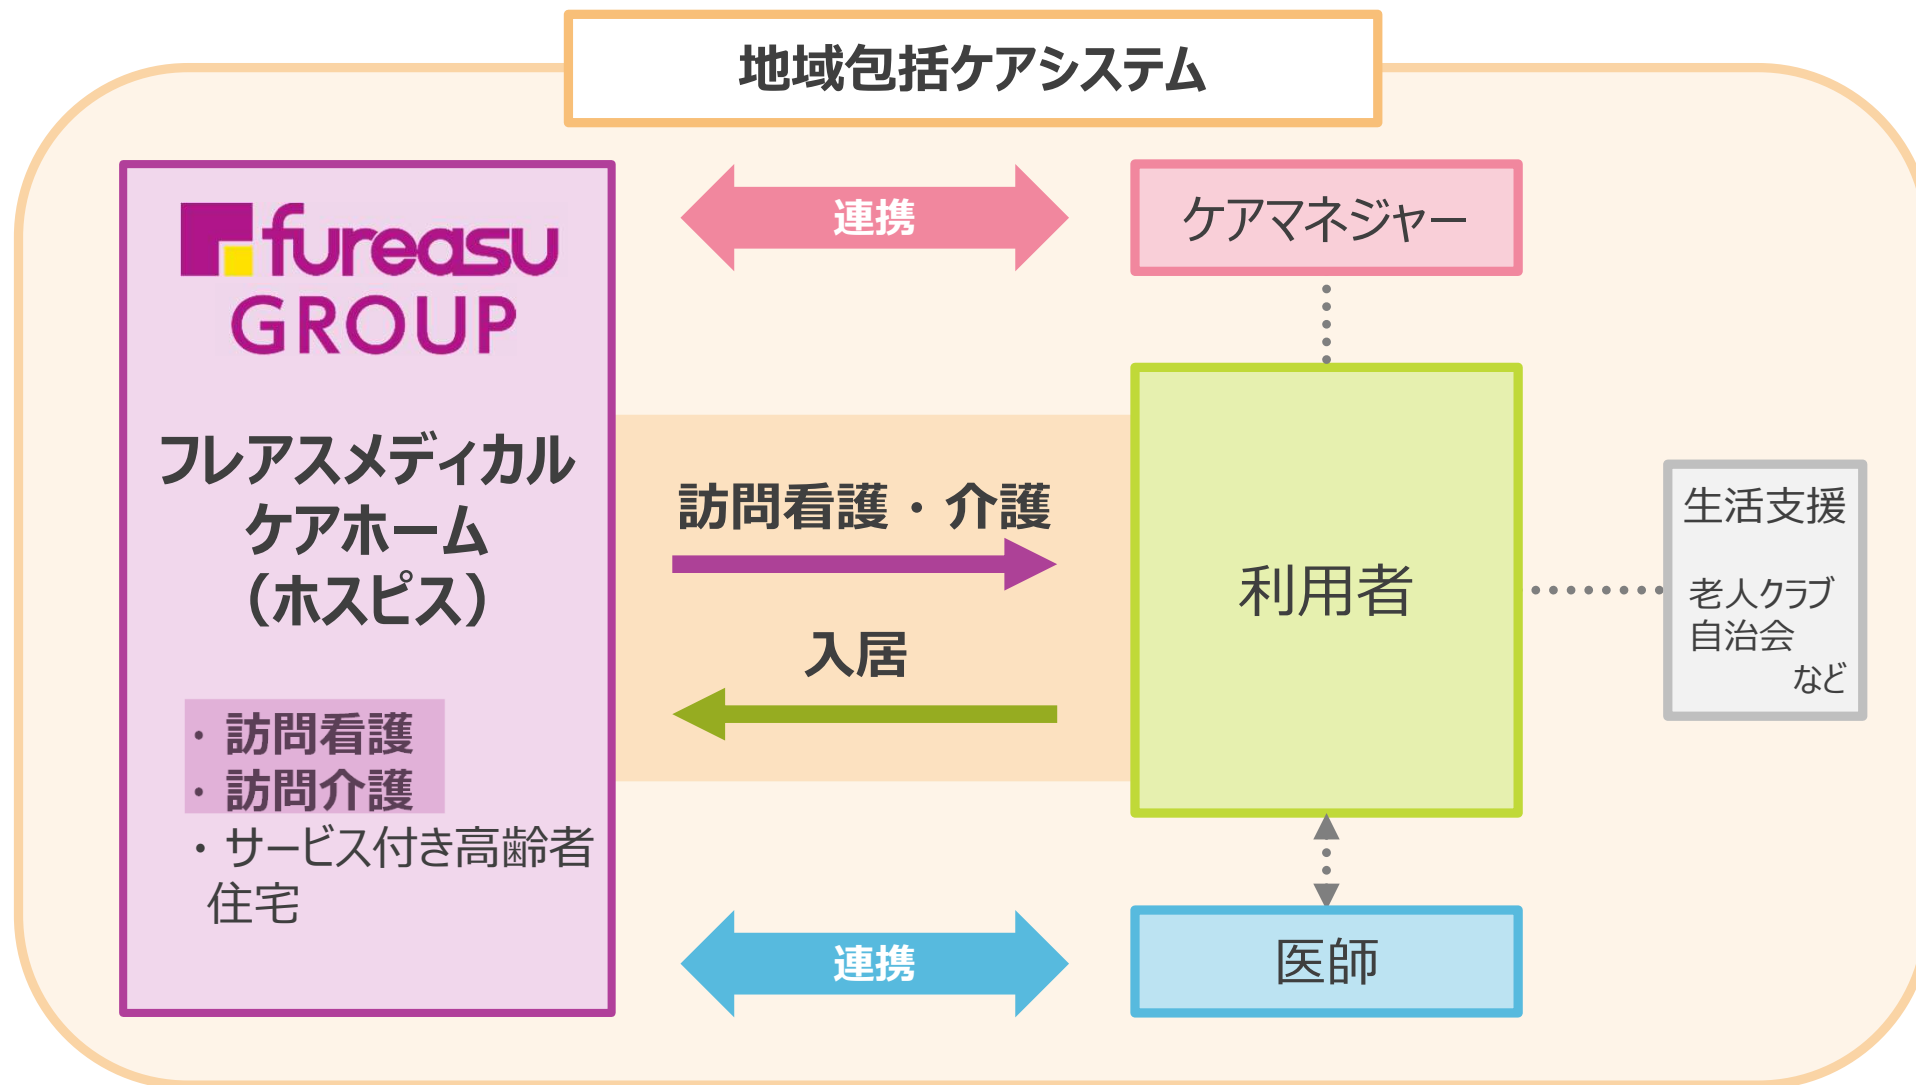 地域包括ケアシステム
fureasu
GROUP
フレアスメディカル
ケアホーム
（ホスピス）
・訪問看護
・訪問介護
・サービス付き高齢者
住宅
連携
訪問看護・介護
入居
連携
ケアマネジャー
利用者
医師
生活支援
老人クラブ
自治会
など